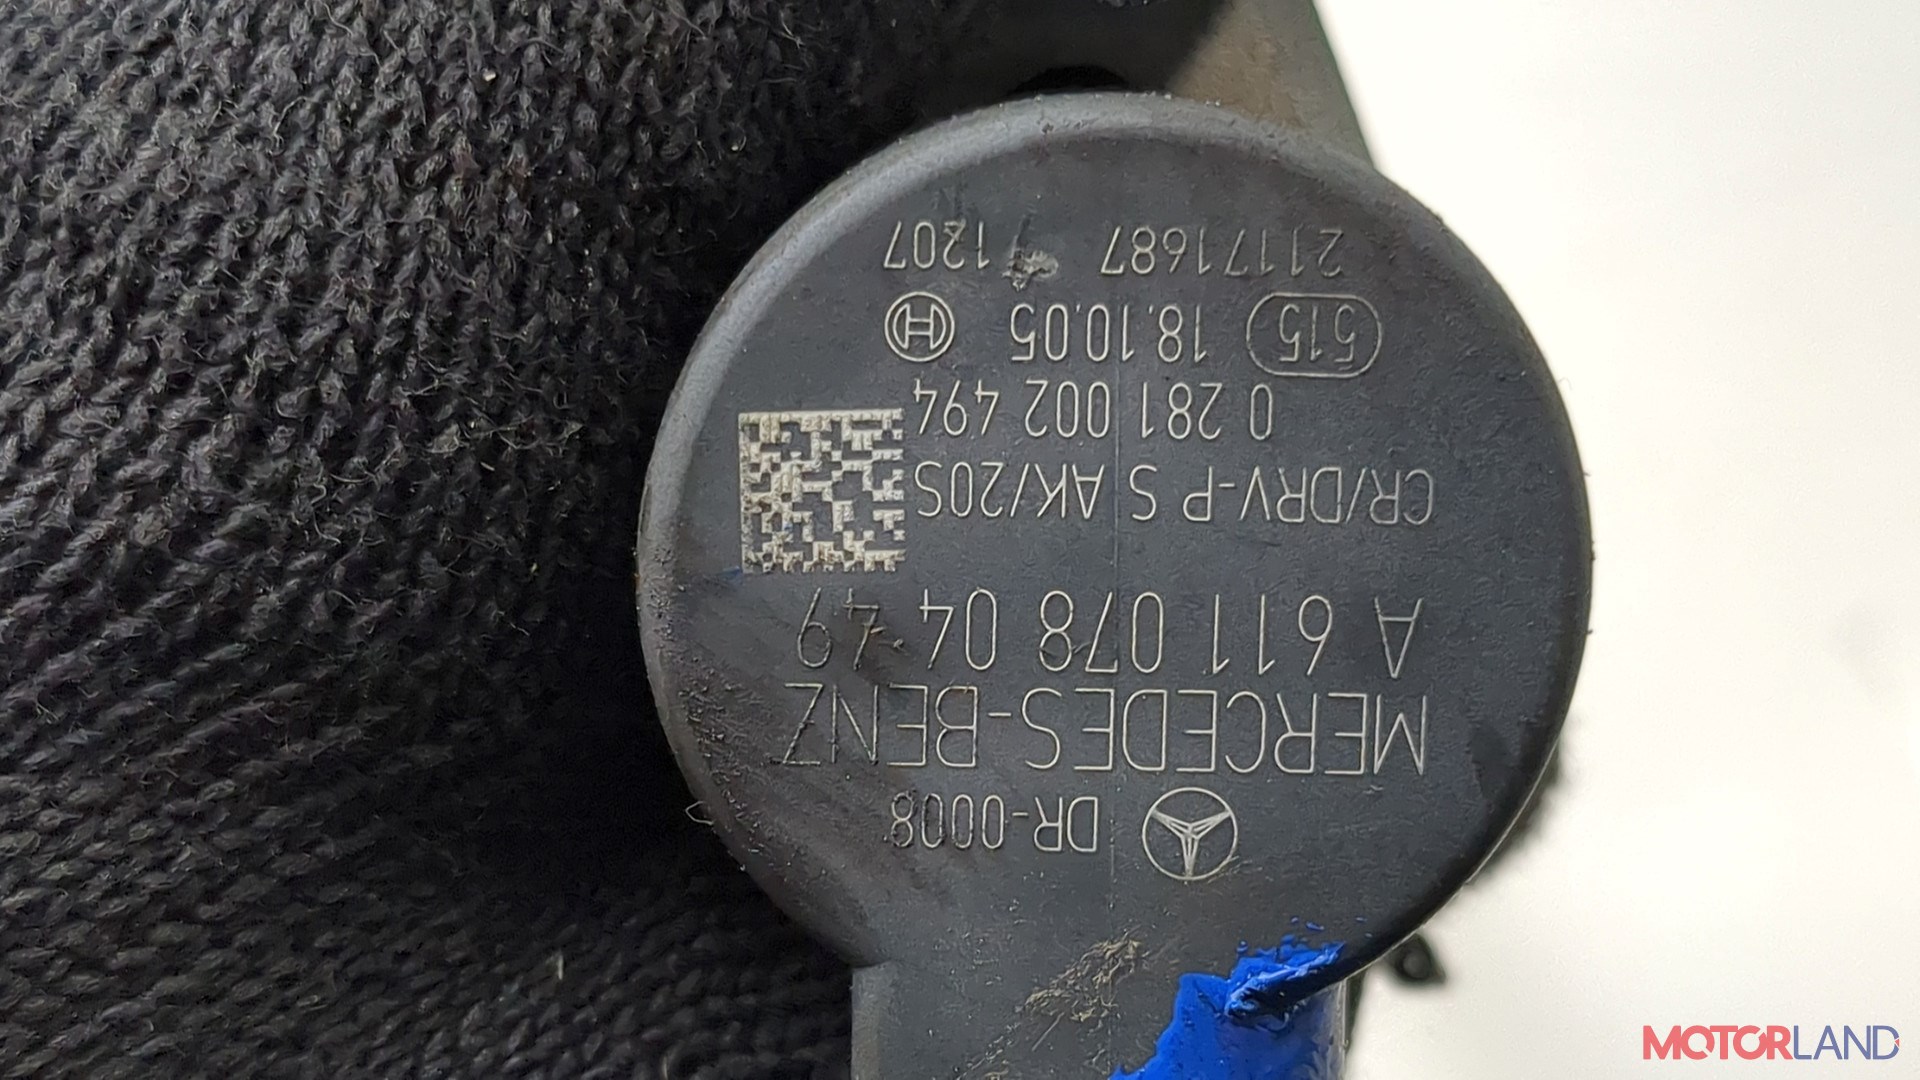 DR-0008
MERCEDES-BENZ
A 611 078 04 49
CR/DRV-P S AK/20S
0 281 002 494
515 18.10.05
21171687 1207
MOTORLAND